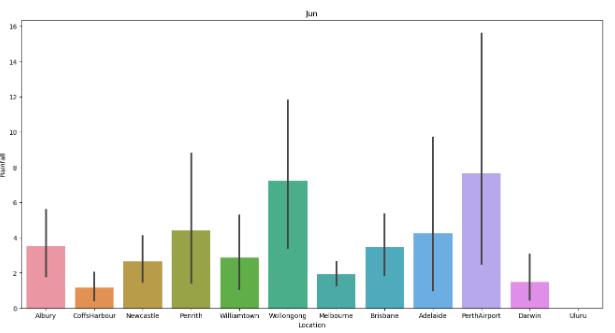 Jun
16
14
12
10
8
6
4
2
0
Rainfall
Albury CoffsHarbour Newcastle Penrith Williamtown Wollongong Melbourne Brisbane Adelaide PerthAirport Darwin Uluru
Location